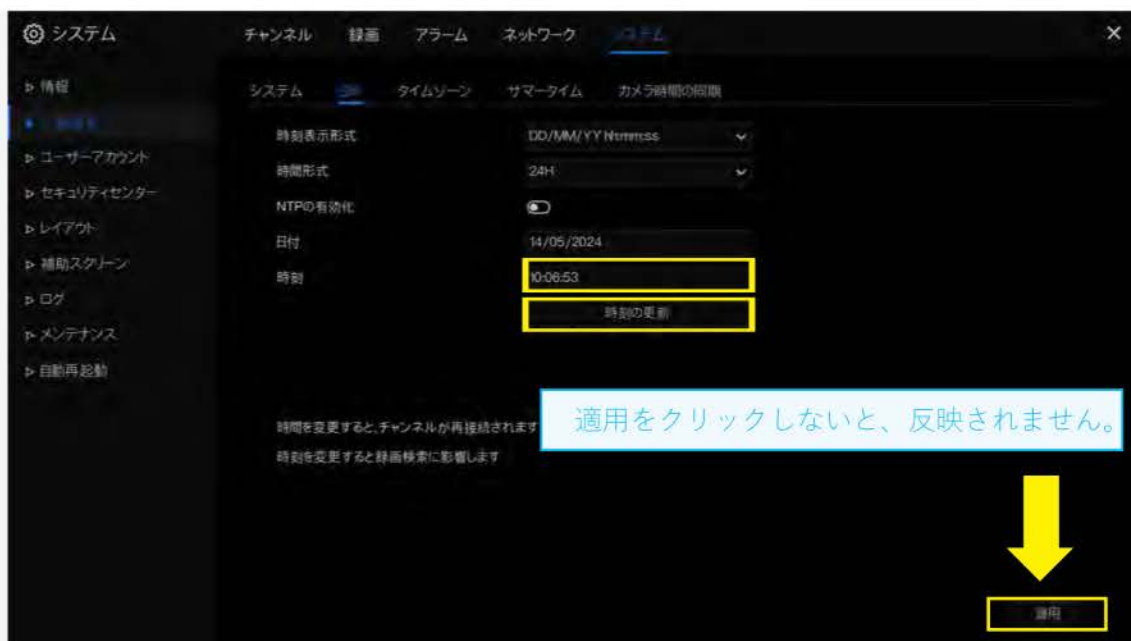 システム
チャンネル 録画 アラーム ネットワーク システム
情報
システム タイムゾーン サマータイム カメラ時間の同期
時刻表示形式 DD/MM/YY hh:mm:ss
ユーザーアカウント
時間形式 24H
セキュリティセンター
NTPの有効化
レイアウト
日付 14/05/2024
補助スクリーン
時刻 10:06:53
ログ
時刻の更新
メンテナンス
自動再起動
適用をクリックしないと、反映されません。
時間を変更すると,チャンネルが再接続されます
時刻を変更すると録画検索に影響します
適用